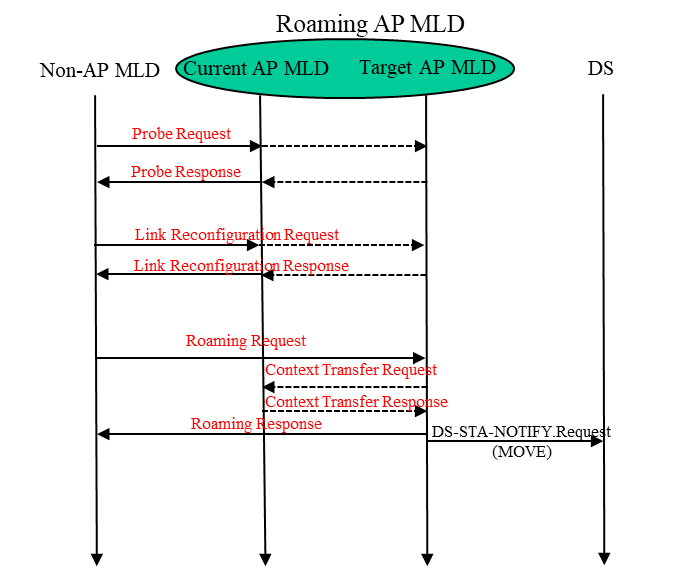 Roaming AP MLD
Non-AP MLD
Current AP MLD
Target AP MLD
DS
Probe Request
Probe Response
Link Reconfiguration Request
Link Reconfiguration Response
Roaming Request
Context Transfer Request
Context Transfer Response
Roaming Response
DS-STA-NOTIFY.Request
(MOVE)